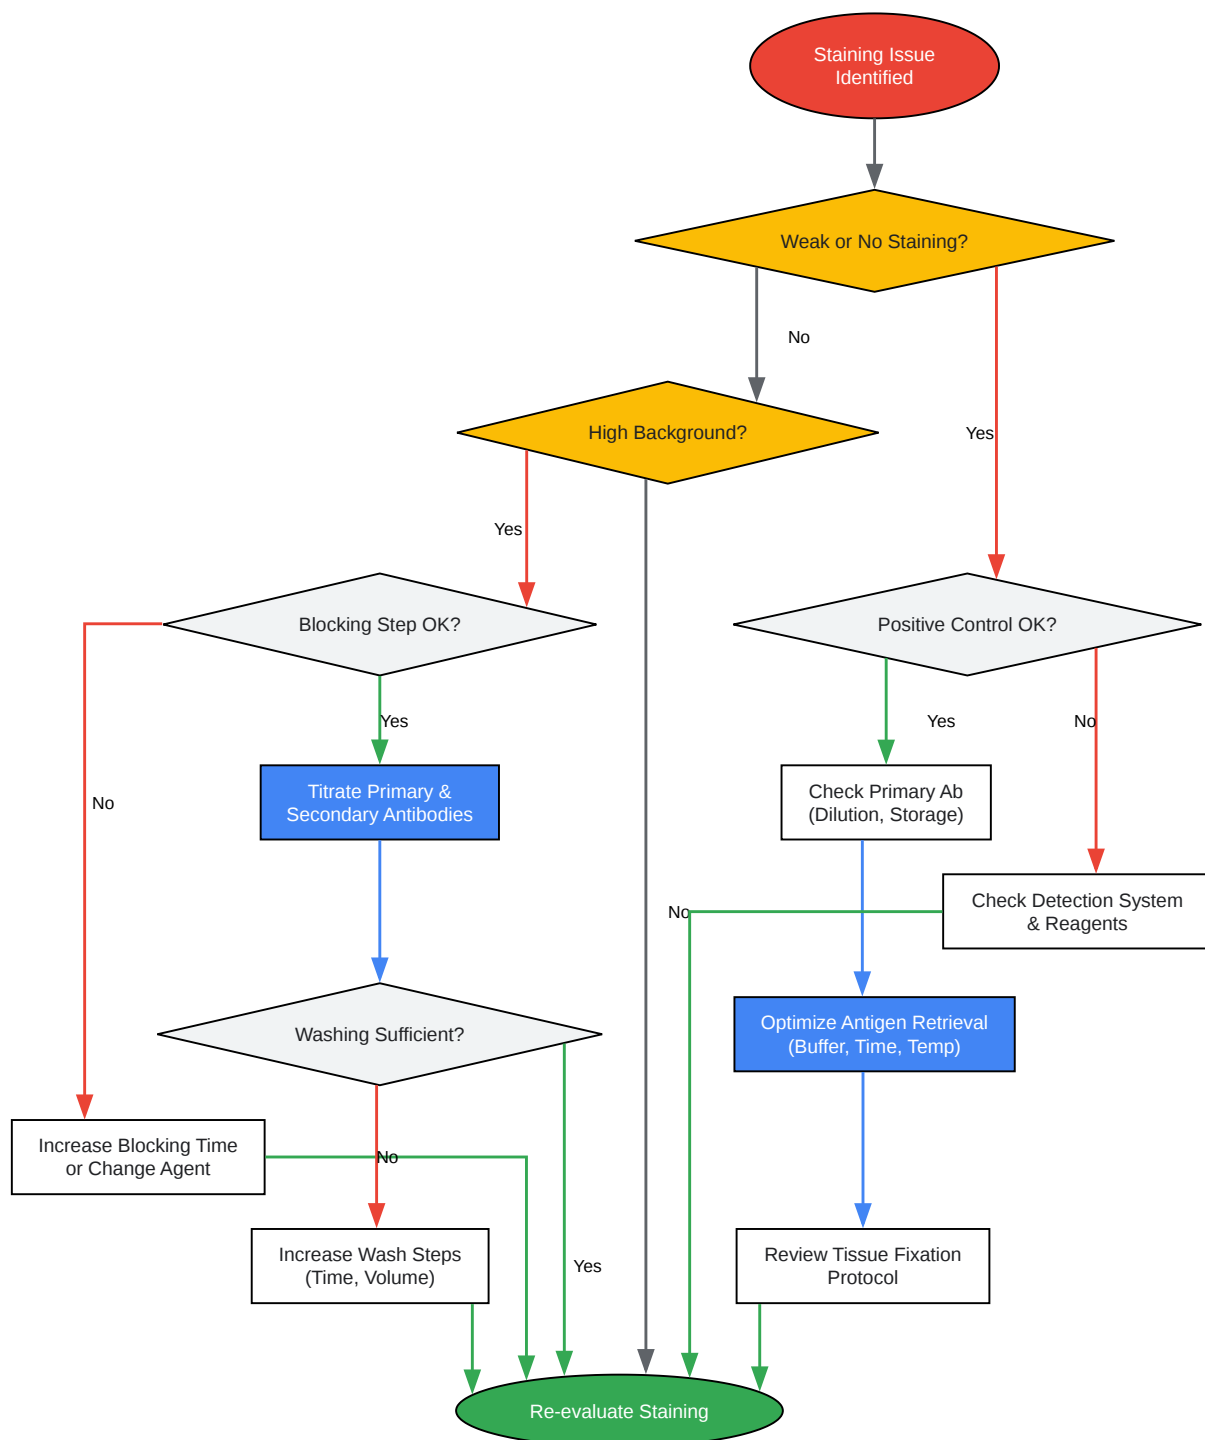 Staining Issue
Identified
Weak or No Staining?
No
High Background?
Yes
Yes
Blocking Step OK?
Positive Control OK?
Yes
Yes
No
No
Titrate Primary &
Secondary Antibodies
Check Primary Ab
(Dilution, Storage)
Check Detection System
& Reagents
No
Washing Sufficient?
Optimize Antigen Retrieval
(Buffer, Time, Temp)
Increase Blocking Time
or Change Agent
No
Increase Wash Steps
(Time, Volume)
Yes
Review Tissue Fixation
Protocol
Re-evaluate Staining